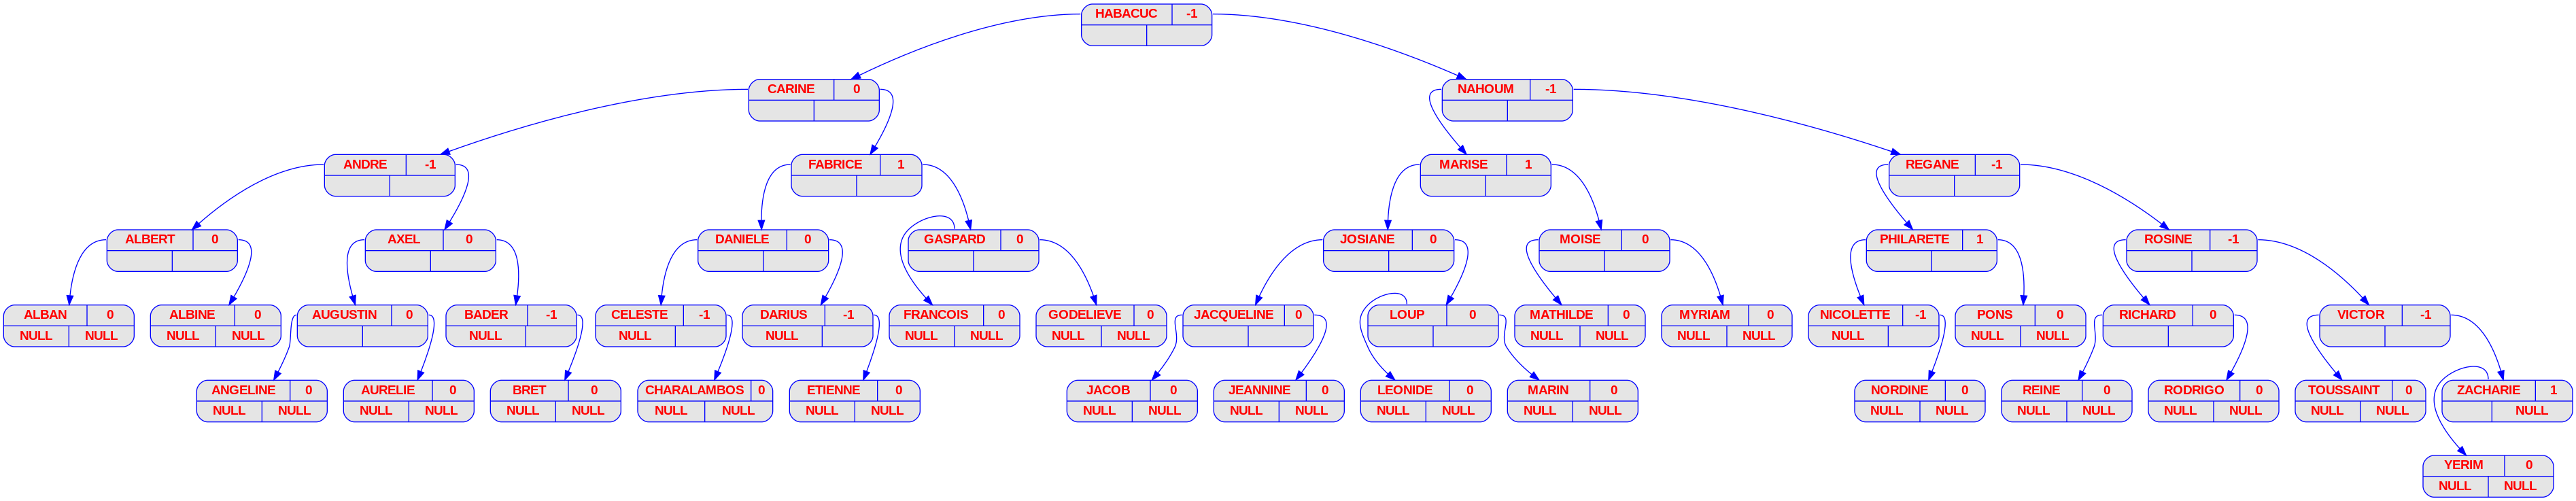 HABACUC -1
CARINE 0
NAHOUM -1
ANDRE -1
FABRICE 1
MARISE 1
REGANE -1
ALBERT 0
AXEL 0
DANIELE 0
GASPARD 0
JOSIANE 0
MOISE 0
PHILARETE 1
ROSINE -1
ALBAN 0
NULL NULL
ALBINE 0
NULL NULL
AUGUSTIN 0
BADER -1
NULL
CELESTE -1
NULL
DARIUS -1
NULL
FRANCOIS 0
NULL NULL
GODELIEVE 0
NULL NULL
JACQUELINE 0
LOUP 0
MATHILDE 0
NULL NULL
MYRIAM 0
NULL NULL
NICOLETTE -1
NULL
PONS 0
NULL NULL
RICHARD 0
VICTOR -1
ANGELINE 0
NULL NULL
AURELIE 0
NULL NULL
BRET 0
NULL NULL
CHARALAMBOS 0
NULL NULL
ETIENNE 0
NULL NULL
JACOB 0
NULL NULL
JEANNINE 0
NULL NULL
LEONIDE 0
NULL NULL
MARIN 0
NULL NULL
NORDINE 0
NULL NULL
REINE 0
NULL NULL
RODRIGO 0
NULL NULL
TOUSSAINT 0
NULL NULL
ZACHARIE 1
NULL
YERIM 0
NULL NULL